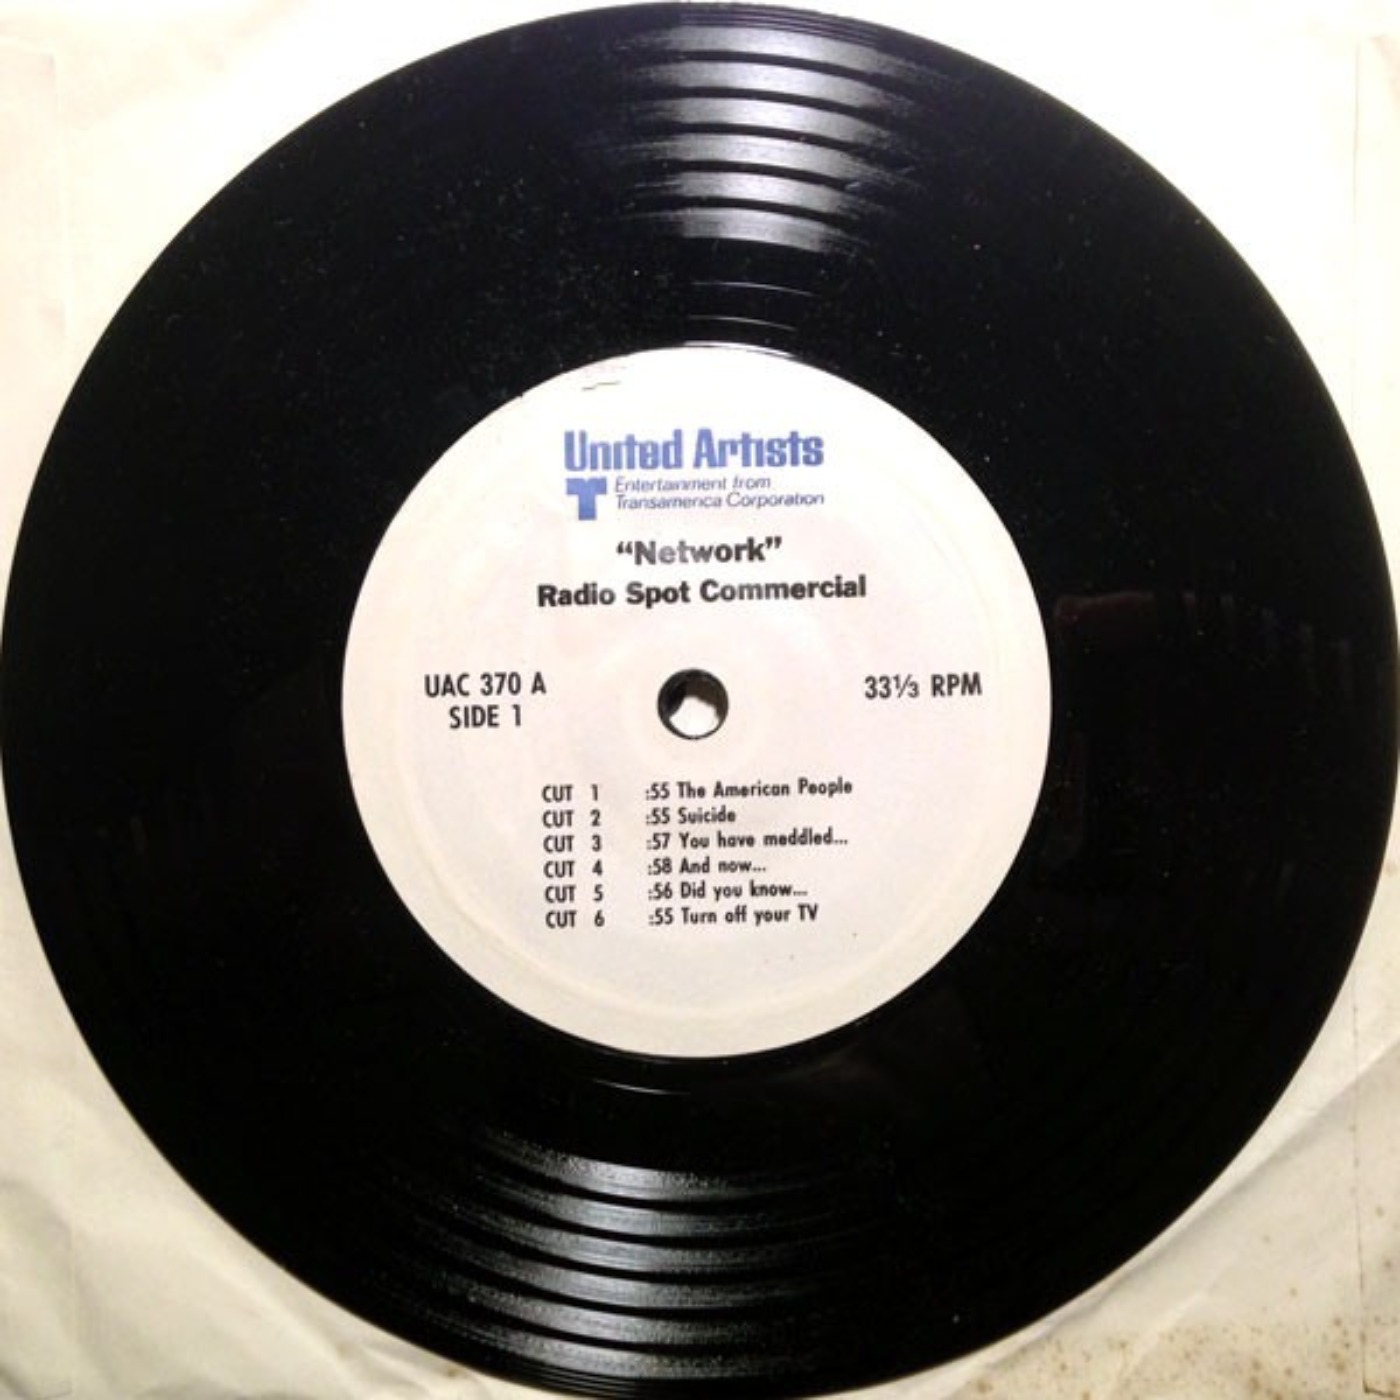 United Artists
Entertainment from
Transamerica Corporation
“Network”
Radio Spot Commercial
UAC 370 A
SIDE 1
33⅓ RPM
CUT 1 :55 The American People
CUT 2 :55 Suicide
CUT 3 :57 You have meddled...
CUT 4 :58 And now...
CUT 5 :56 Did you know...
CUT 6 :55 Turn off your TV